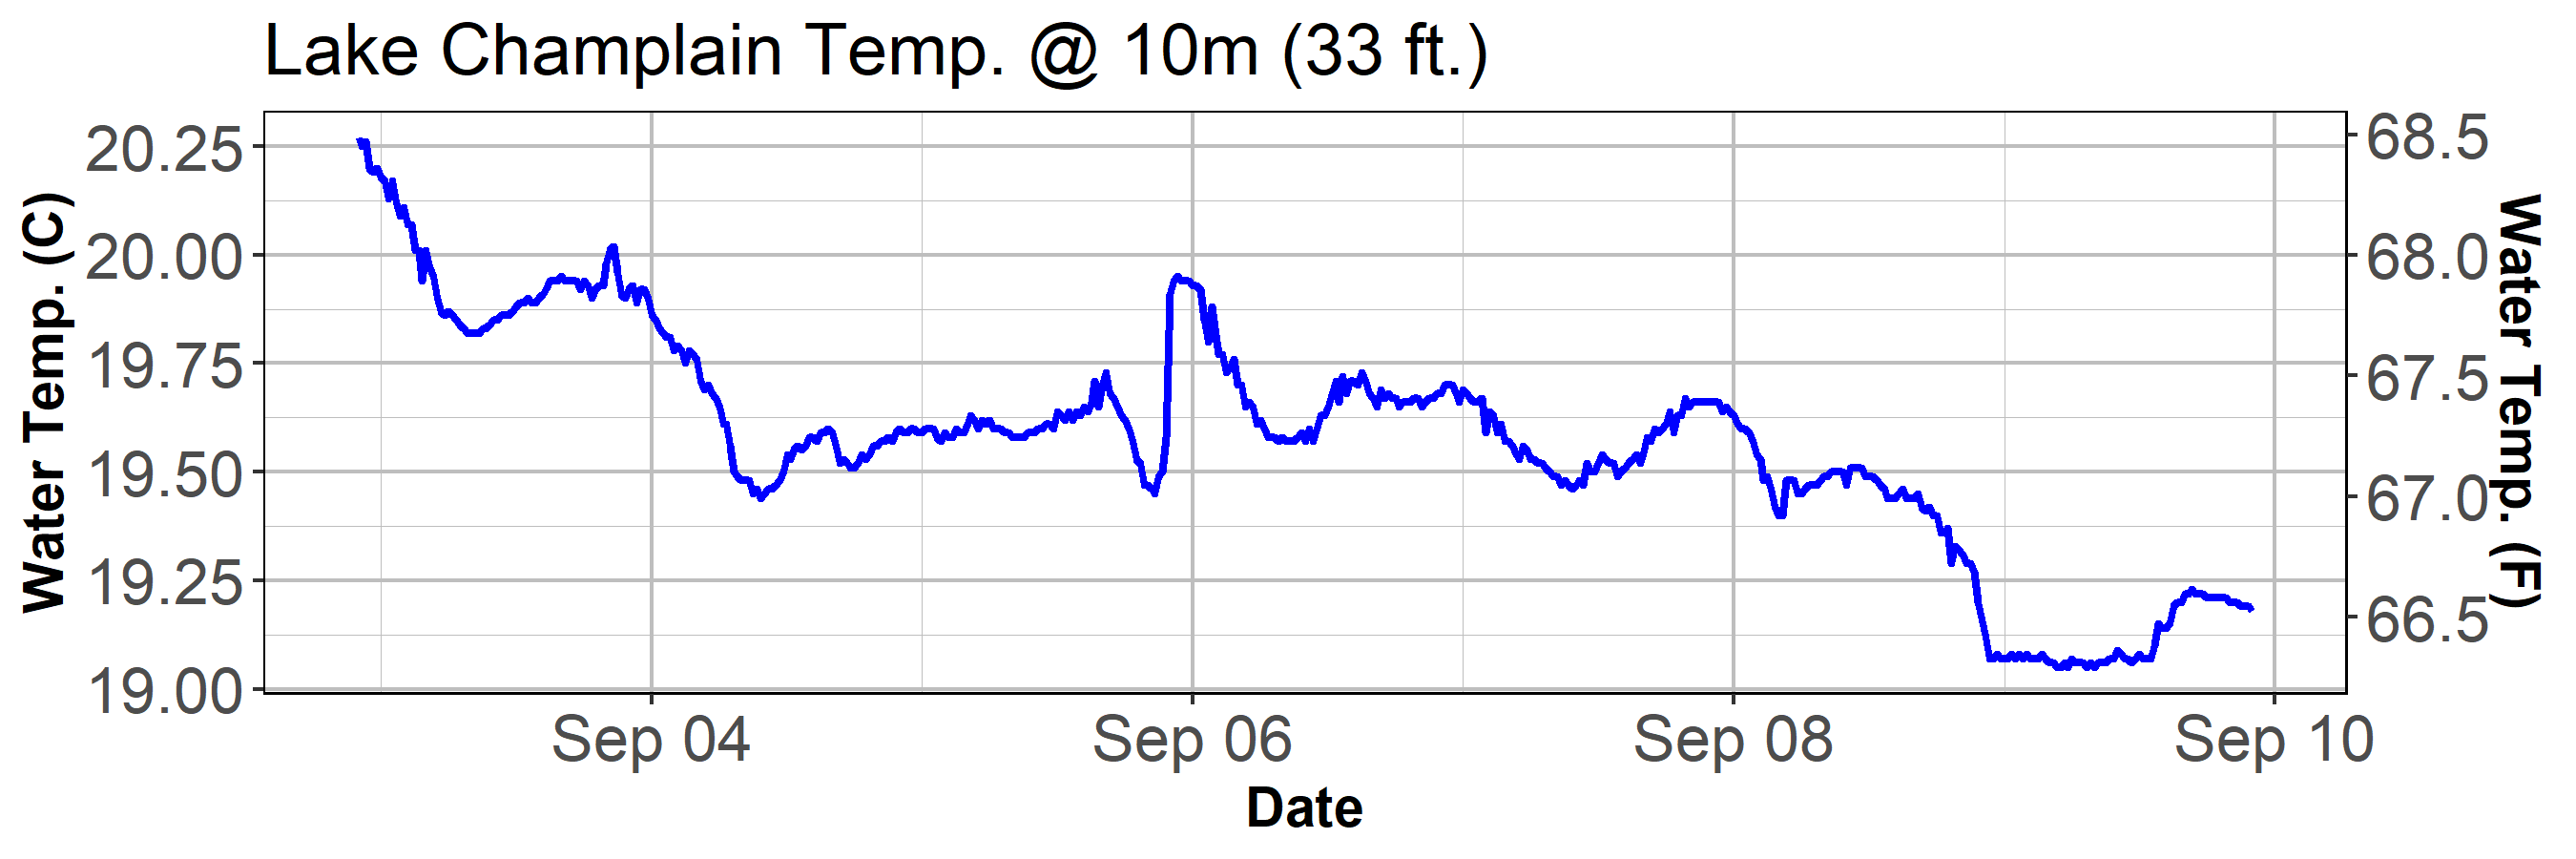 Lake Champlain Temp. @ 10m (33 ft.)
Water Temp. (C)
20.25
20.00
19.75
19.50
19.25
19.00
68.5
68.0
67.5
67.0
66.5
Water Temp. (F)
Sep 04
Sep 06
Sep 08
Sep 10
Date